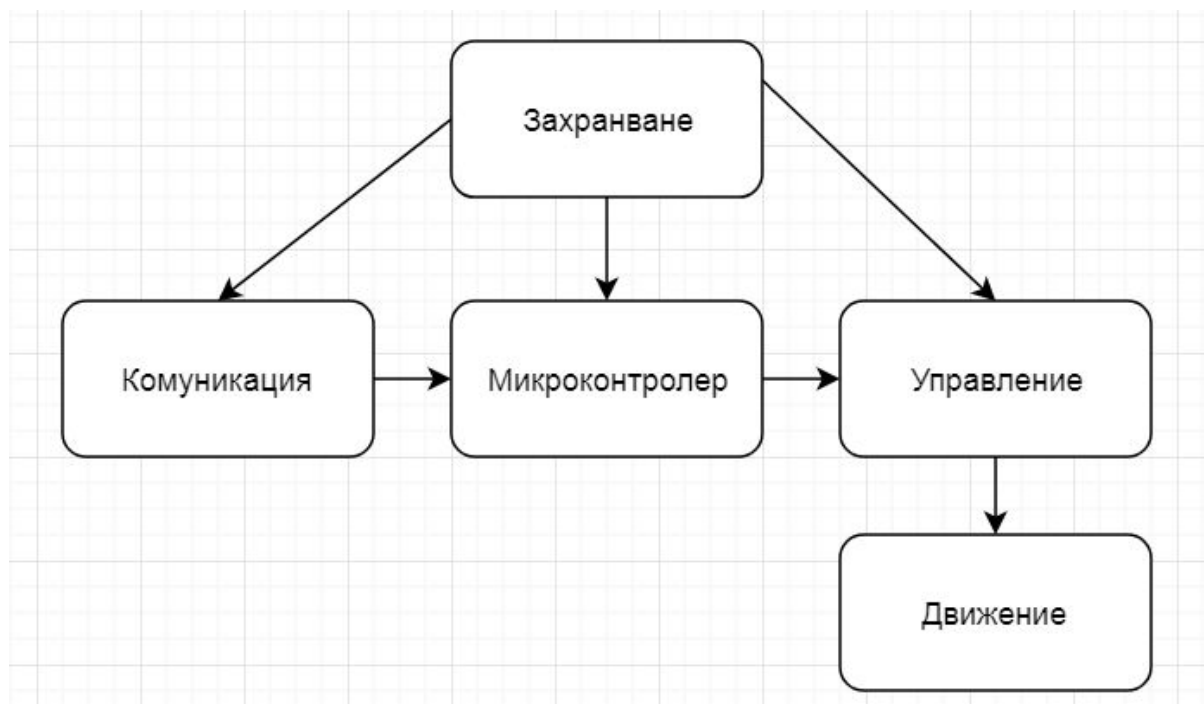 Захранване
Комуникация
Микроконтролер
Управление
Движение